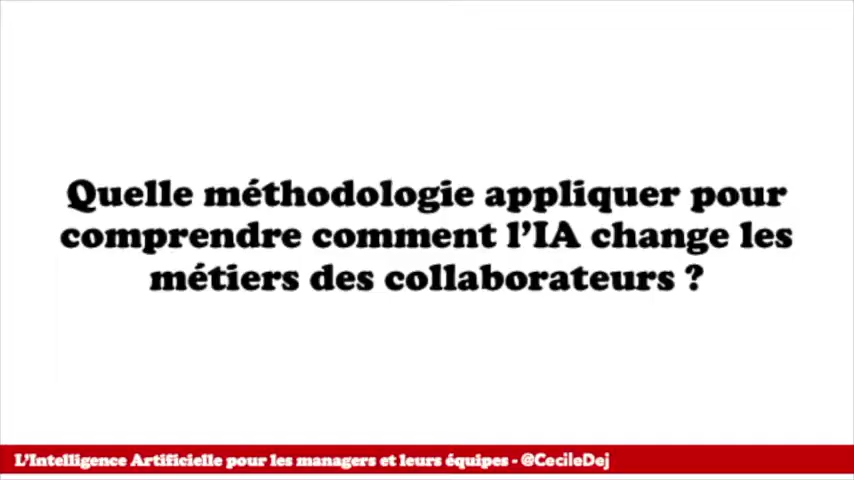 Quelle méthodologie appliquer pour
comprendre comment l’IA change les
métiers des collaborateurs ?
L’Intelligence Artificielle pour les managers et leurs équipes - @CecileDej